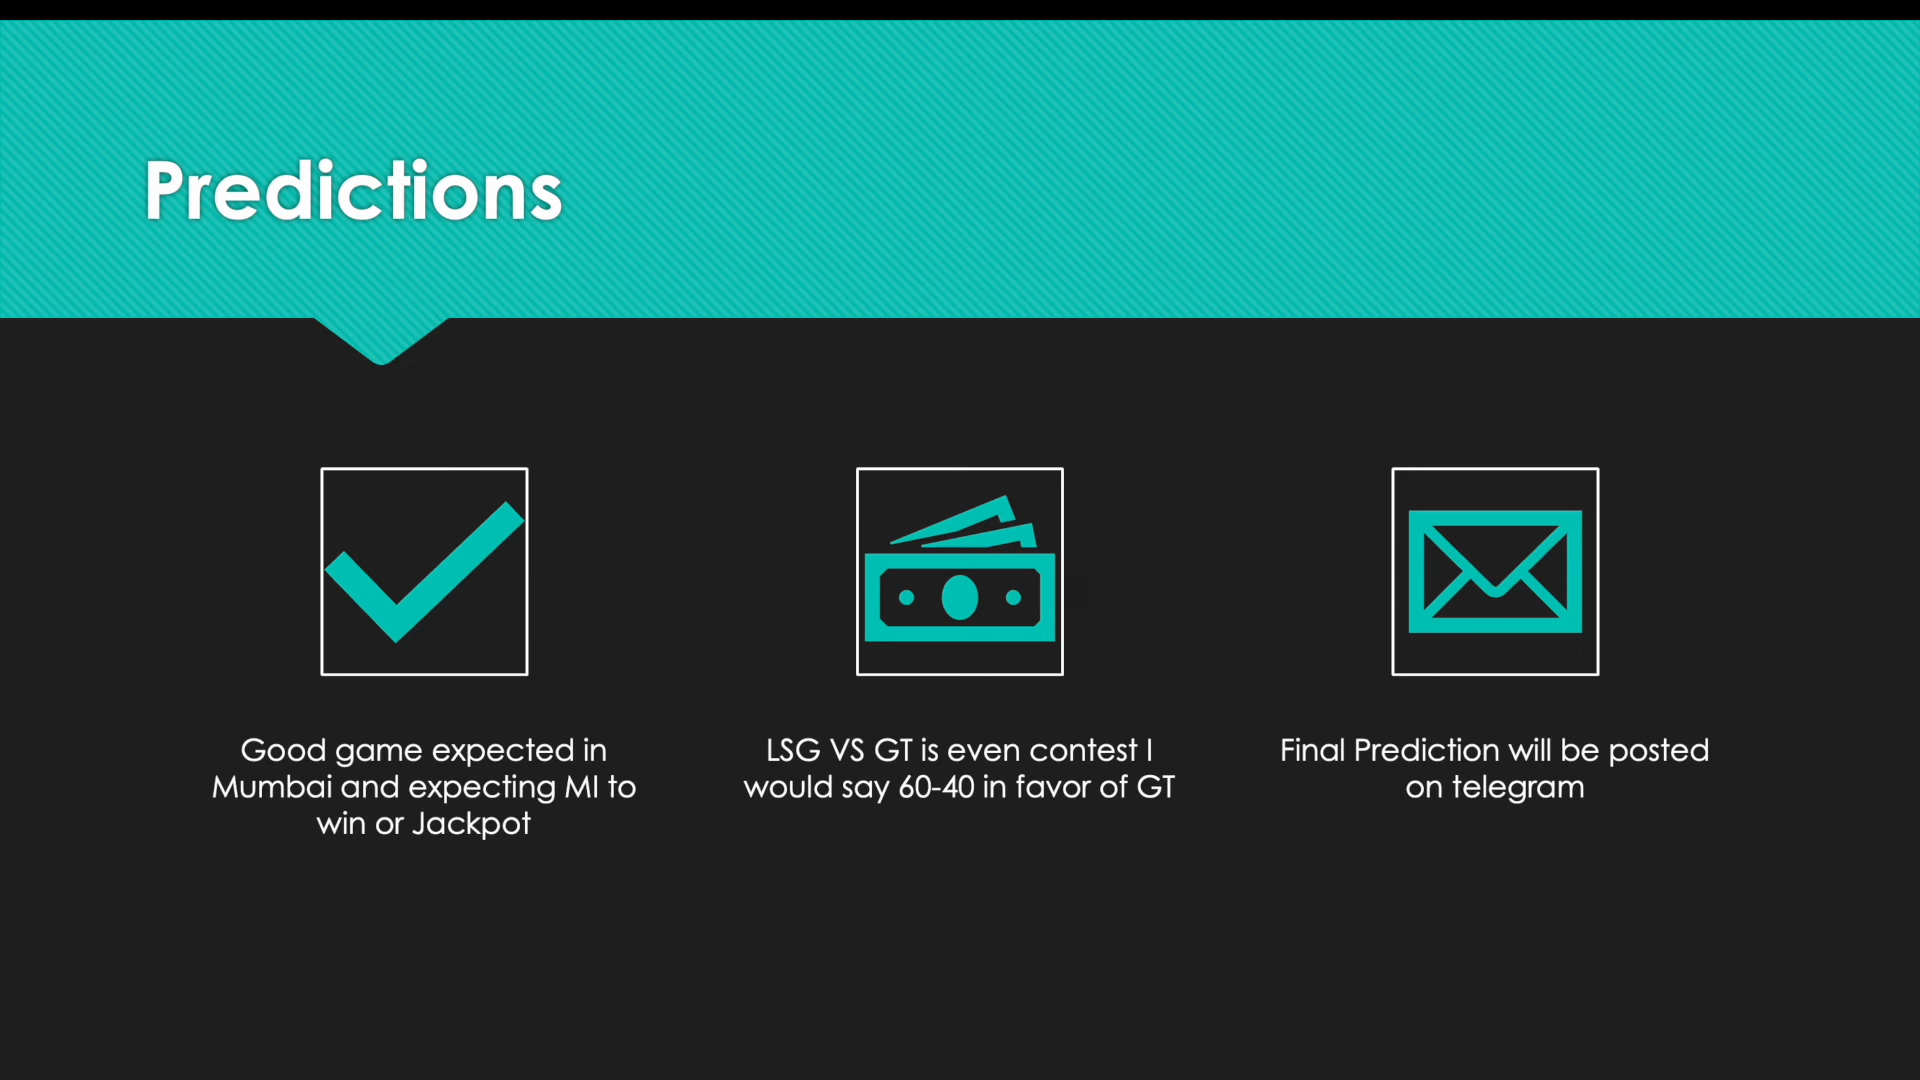 Predictions
Good game expected in
Mumbai and expecting MI to
win or Jackpot
LSG VS GT is even contest I
would say 60-40 in favor of GT
Final Prediction will be posted
on telegram